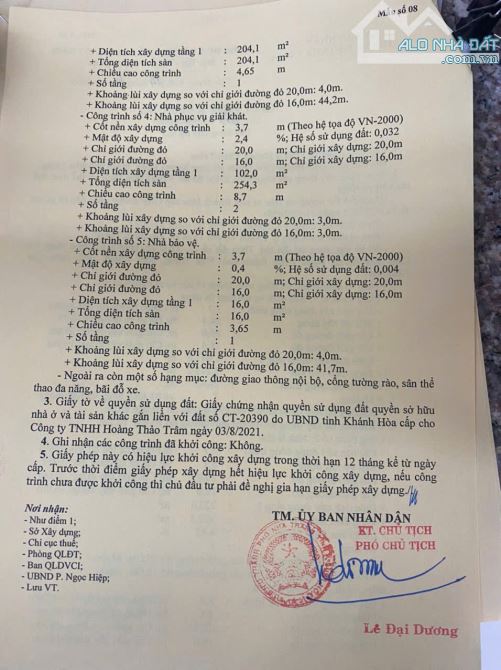 Mẫu số 08
ALO NHÀ ĐẤT
.com.vn
+ Diện tích xây dựng tầng 1 : 204,1 m²
+ Tổng diện tích sàn : 204,1 m²
+ Chiều cao công trình : 4,65 m
+ Số tầng : 1
+ Khoảng lùi xây dựng so với chỉ giới đường đỏ 20,0m: 4,0m.
+ Khoảng lùi xây dựng so với chỉ giới đường đỏ 16,0m: 44,2m.
- Công trình số 4: Nhà phục vụ giải khát.
+ Cốt nền xây dựng công trình : 3,7 m (Theo hệ tọa độ VN-2000)
+ Mật độ xây dựng : 2,4 %; Hệ số sử dụng đất: 0,032
+ Chỉ giới đường đỏ : 20,0 m; Chỉ giới xây dựng: 20,0m
+ Chỉ giới đường đỏ : 16,0 m; Chỉ giới xây dựng: 16,0m
+ Diện tích xây dựng tầng 1 : 102,0 m²
+ Tổng diện tích sàn : 254,3 m²
+ Chiều cao công trình : 8,7 m
+ Số tầng : 2
+ Khoảng lùi xây dựng so với chỉ giới đường đỏ 20,0m: 3,0m.
+ Khoảng lùi xây dựng so với chỉ giới đường đỏ 16,0m: 3,0m.
- Công trình số 5: Nhà bảo vệ.
+ Cốt nền xây dựng công trình : 3,7 m (Theo hệ tọa độ VN-2000)
+ Mật độ xây dựng : 0,4 %; Hệ số sử dụng đất: 0,004
+ Chỉ giới đường đỏ : 20,0 m; Chỉ giới xây dựng: 20,0m
+ Chỉ giới đường đỏ : 16,0 m; Chỉ giới xây dựng: 16,0m
+ Diện tích xây dựng tầng 1 : 16,0 m²
+ Tổng diện tích sàn : 16,0 m²
+ Chiều cao công trình : 3,65 m
+ Số tầng : 1
+ Khoảng lùi xây dựng so với chỉ giới đường đỏ 20,0m: 4,0m.
+ Khoảng lùi xây dựng so với chỉ giới đường đỏ 16,0m: 41,7m.
- Ngoài ra còn một số hạng mục: đường giao thông nội bộ, cổng tường rào, sân thể
thao đa năng, bãi đỗ xe.
3. Giấy tờ về quyền sử dụng đất: Giấy chứng nhận quyền sử dụng đất quyền sở hữu
nhà ở và tài sản khác gắn liền với đất số CT-20390 do UBND tỉnh Khánh Hòa cấp cho
Công ty TNHH Hoàng Thảo Trâm ngày 03/8/2021.
4. Ghi nhận các công trình đã khởi công: Không.
5. Giấy phép này có hiệu lực khởi công xây dựng trong thời hạn 12 tháng kể từ ngày
cấp. Trước thời điểm giấy phép xây dựng hết hiệu lực khởi công xây dựng, nếu công
trình chưa được khởi công thì chủ đầu tư phải đề nghị gia hạn giấy phép xây dựng./.
Nơi nhận:
- Như điểm 1;
- Sở Xây dựng;
- Chi cục thuế;
- Phòng QLĐT;
- Ban QLDVCI;
- UBND P. Ngọc Hiệp;
- Lưu VT.
TM. ỦY BAN NHÂN DÂN
KT. CHỦ TỊCH
PHÓ CHỦ TỊCH
Lê Đại Dương